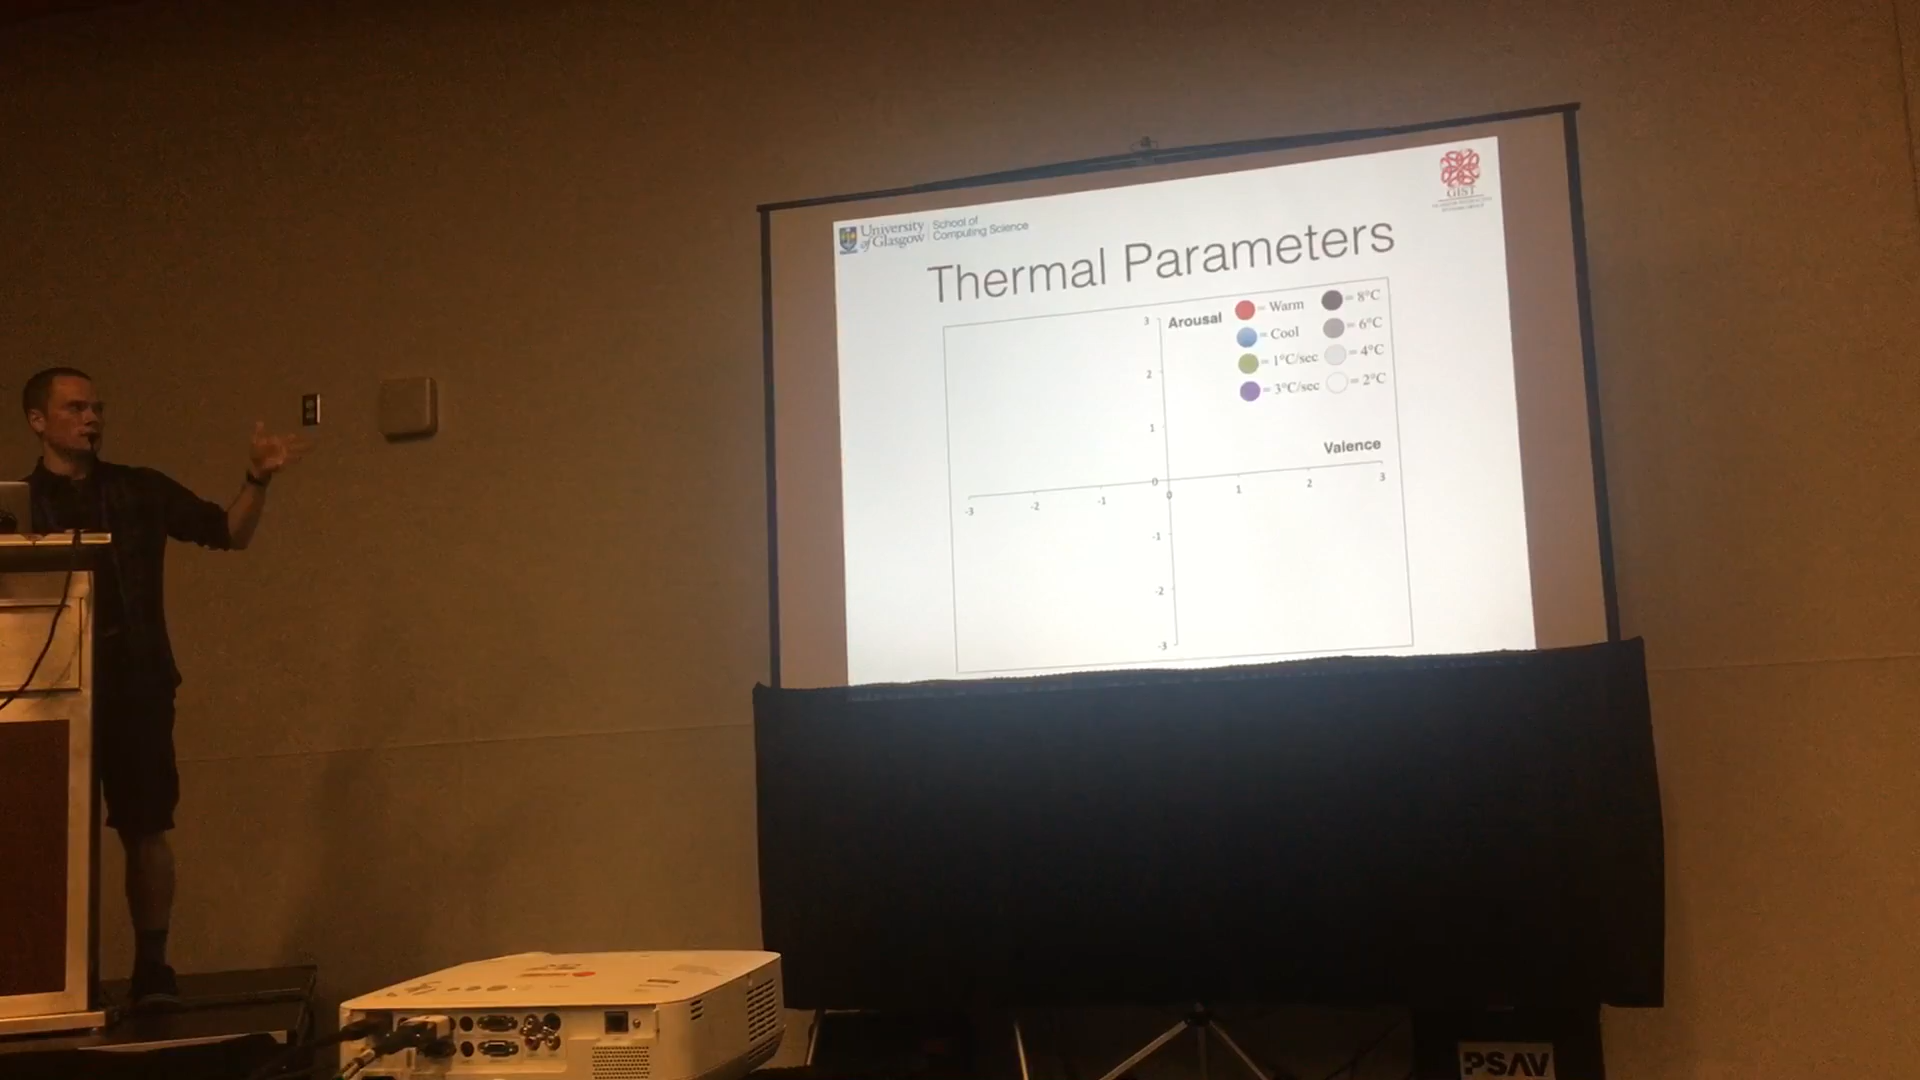 University of Glasgow
School of Computing Science
GIST
Thermal Parameters
Arousal
= Warm
= 8°C
= Cool
= 6°C
= 1°C/sec
= 4°C
= 3°C/sec
= 2°C
Valence
3
2
1
0
-1
-2
-3
-3
-2
-1
0
1
2
3
PSAV